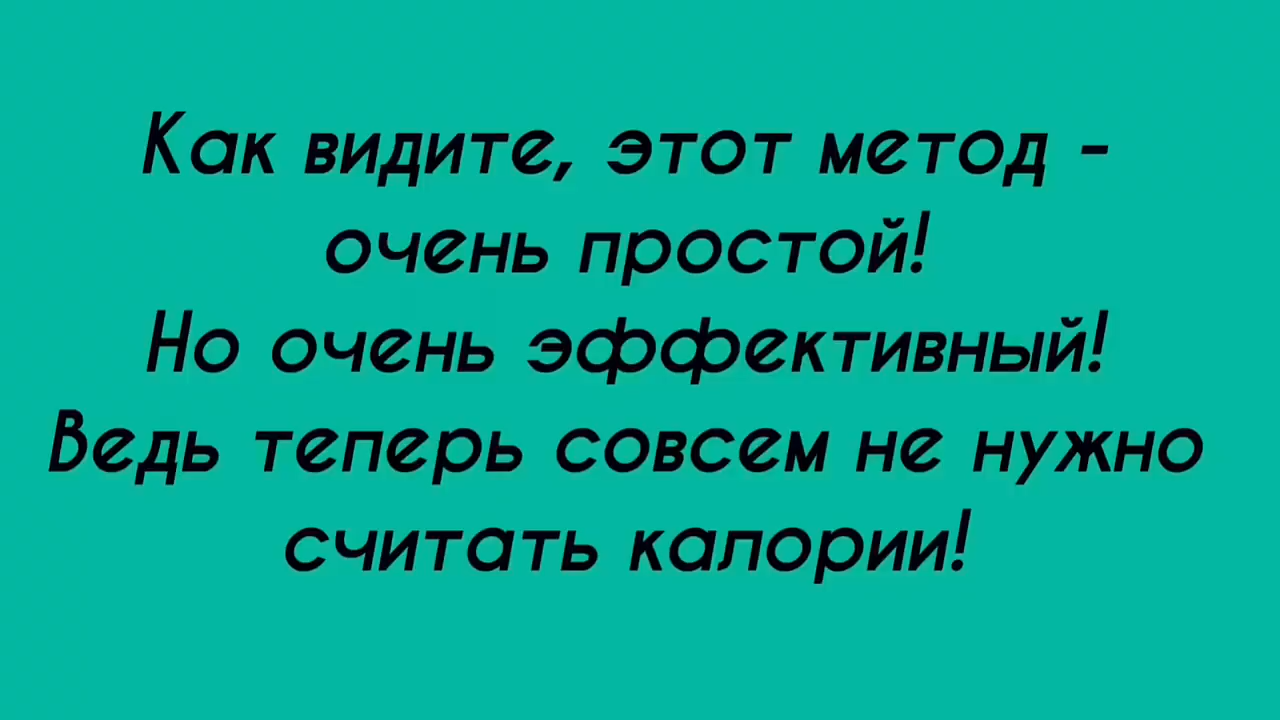 Как видите, этот метод -
очень простой!
Но очень эффективный!
Ведь теперь совсем не нужно
считать калории!